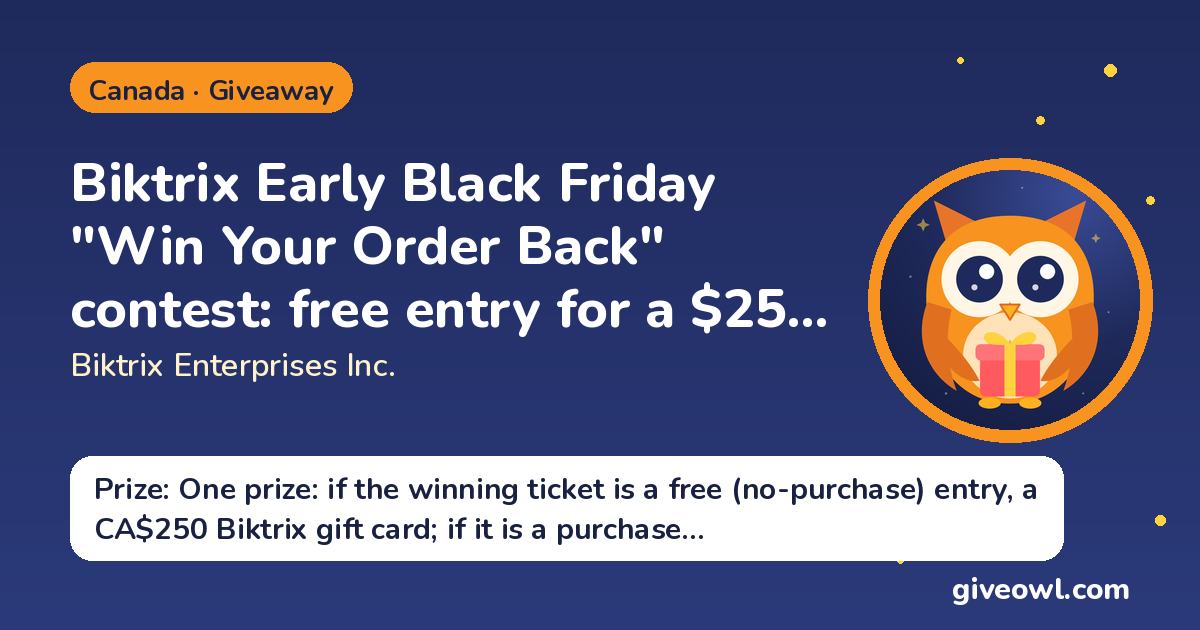 Canada · Giveaway
Biktrix Early Black Friday
"Win Your Order Back"
contest: free entry for a $25...
Biktrix Enterprises Inc.
Prize: One prize: if the winning ticket is a free (no-purchase) entry, a
CA$250 Biktrix gift card; if it is a purchase...
giveowl.com